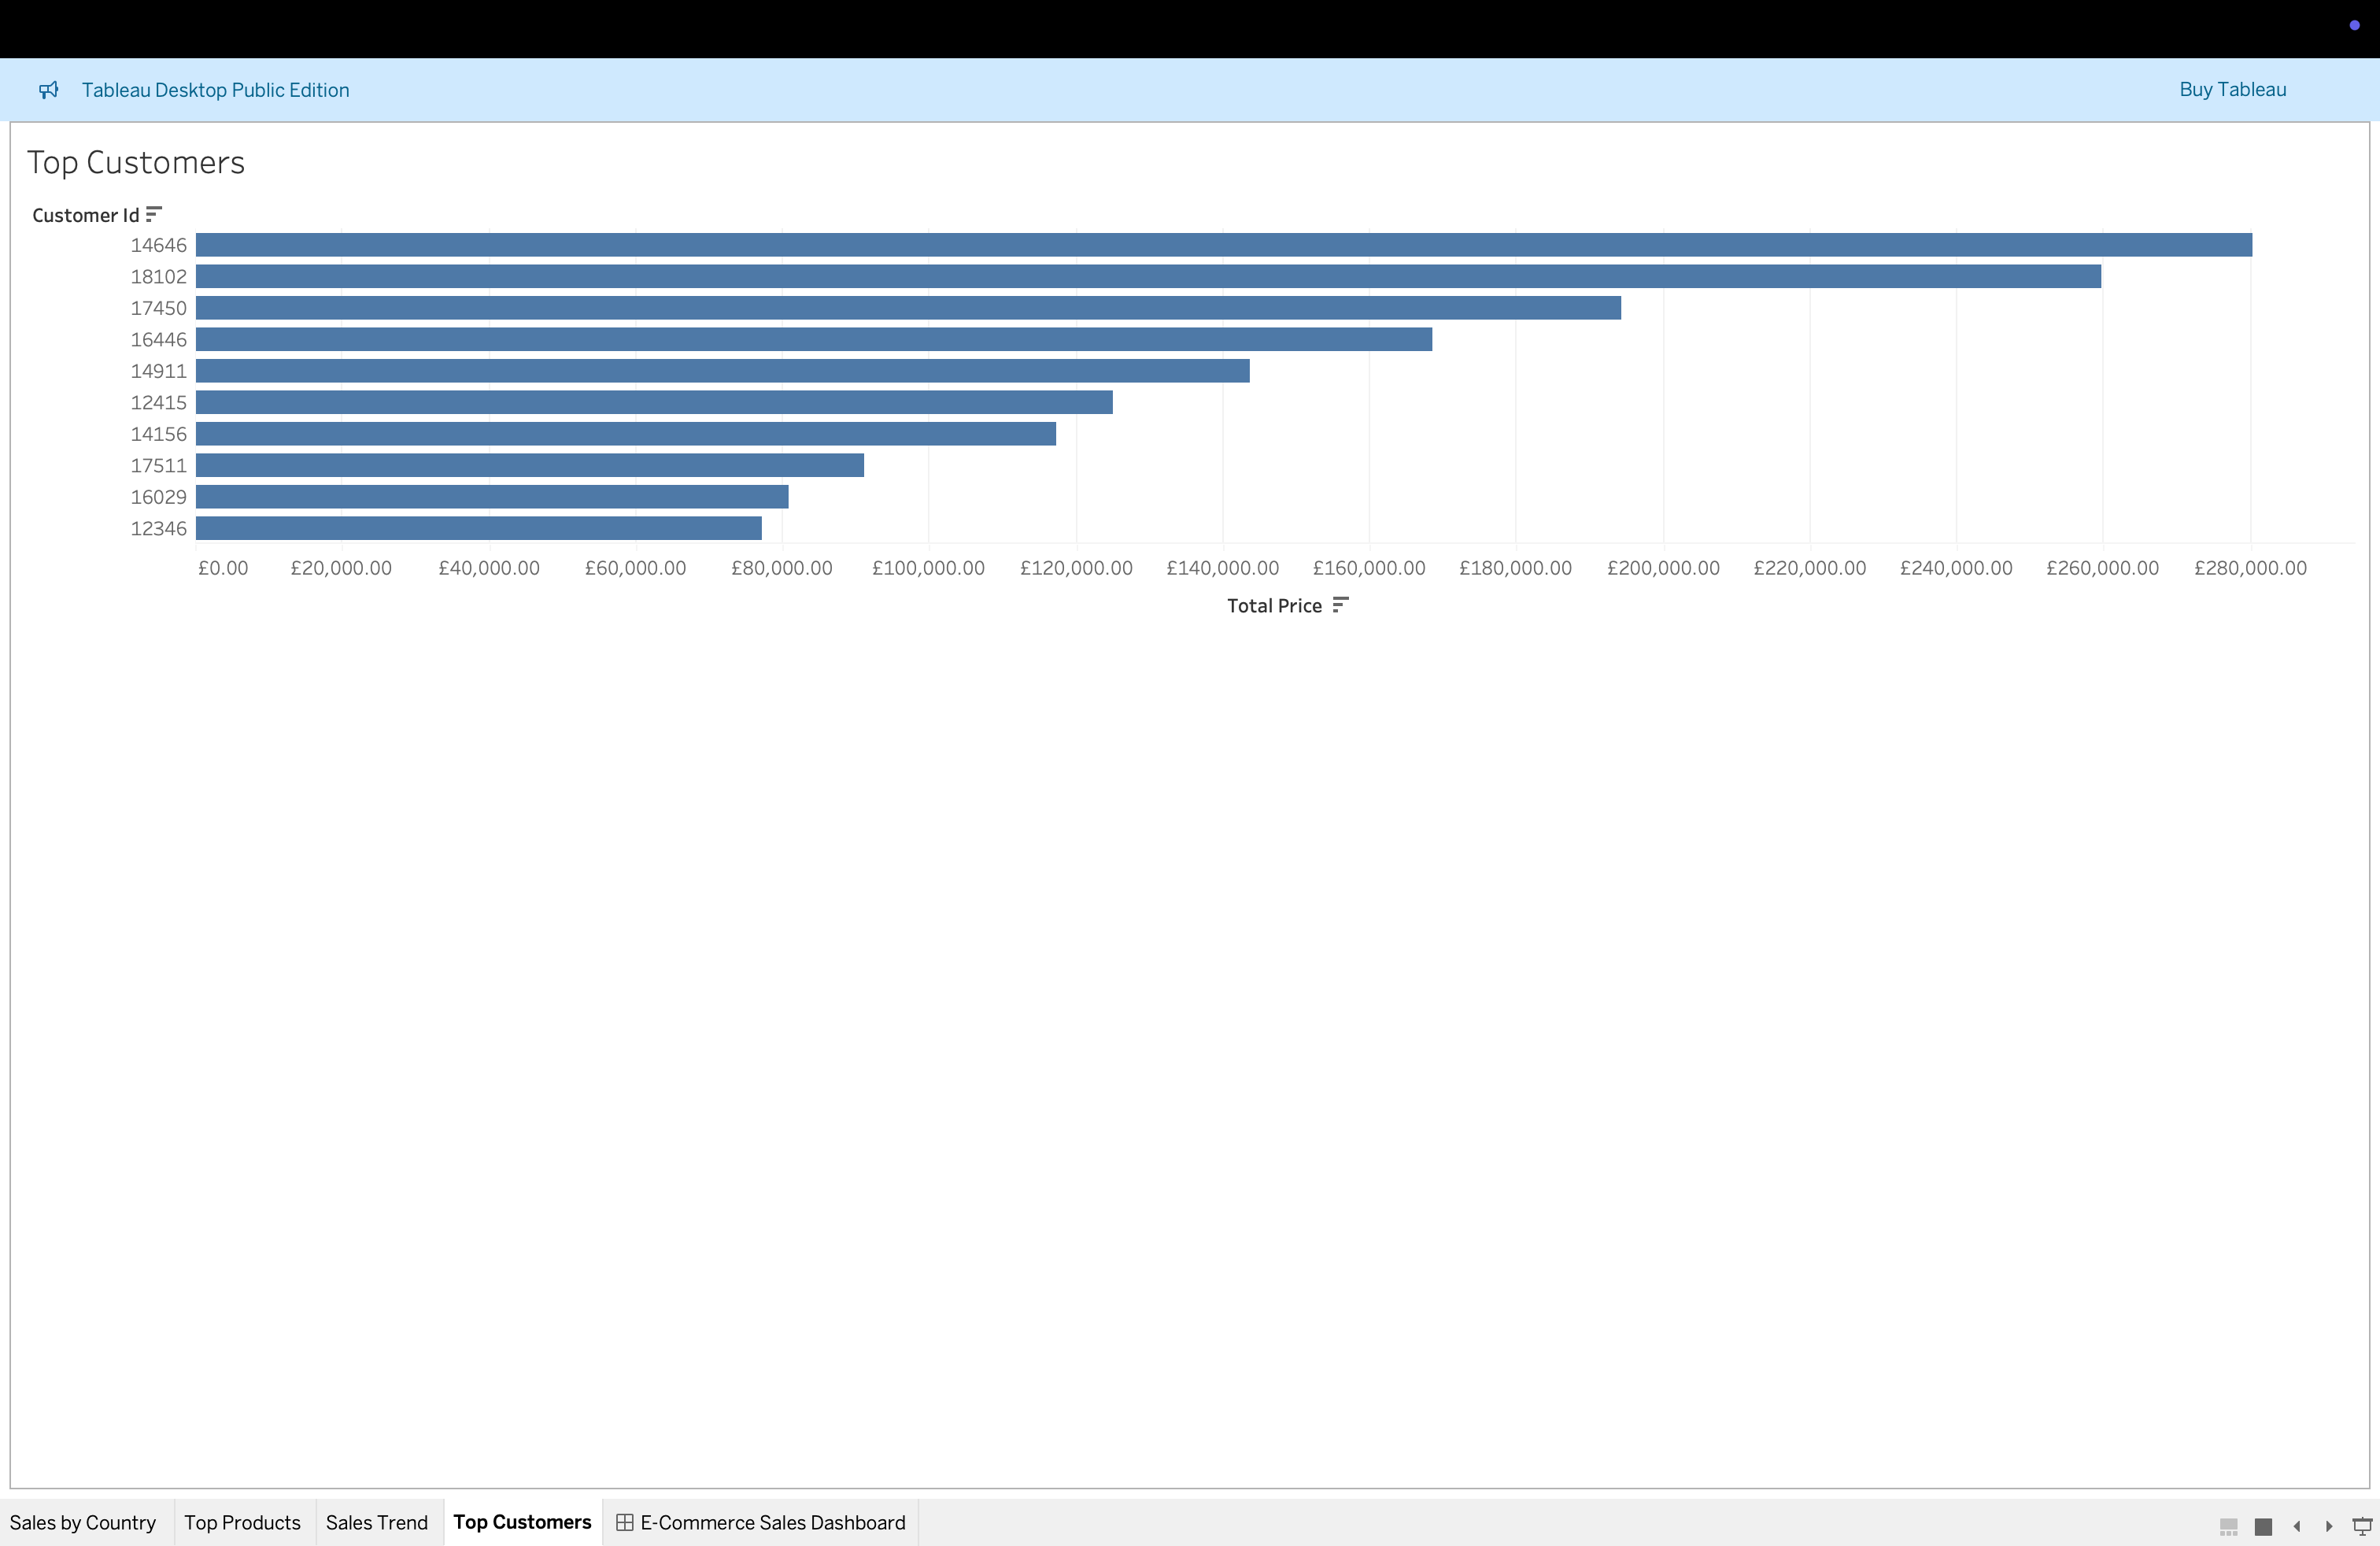 Tableau Desktop Public Edition
Buy Tableau
Top Customers
Customer Id
14646
18102
17450
16446
14911
12415
14156
17511
16029
12346
£0.00 £20,000.00 £40,000.00 £60,000.00 £80,000.00 £100,000.00 £120,000.00 £140,000.00 £160,000.00 £180,000.00 £200,000.00 £220,000.00 £240,000.00 £260,000.00 £280,000.00
Total Price
Sales by Country Top Products Sales Trend Top Customers E-Commerce Sales Dashboard